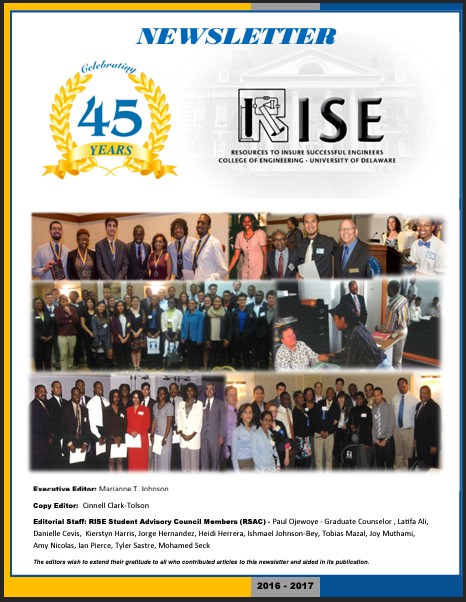 NEWSLETTER
Celebrating
45
YEARS
RISE
RESOURCES TO INSURE SUCCESSFUL ENGINEERS
COLLEGE OF ENGINEERING · UNIVERSITY OF DELAWARE
Executive Editor: Marianne T. Johnson
Copy Editor: Cinnell Clark-Tolson
Editorial Staff: RISE Student Advisory Council Members (RSAC) - Paul Ojewoye - Graduate Counselor , Latifa Ali,
Danielle Cevis, Kierstyn Harris, Jorge Hernandez, Heidi Herrera, Ishmael Johnson-Bey, Tobias Mazal, Joy Muthami,
Amy Nicolas, Ian Pierce, Tyler Sastre, Mohamed Seck
The editors wish to extend their gratitude to all who contributed articles to this newsletter and aided in its publication.
2016 - 2017